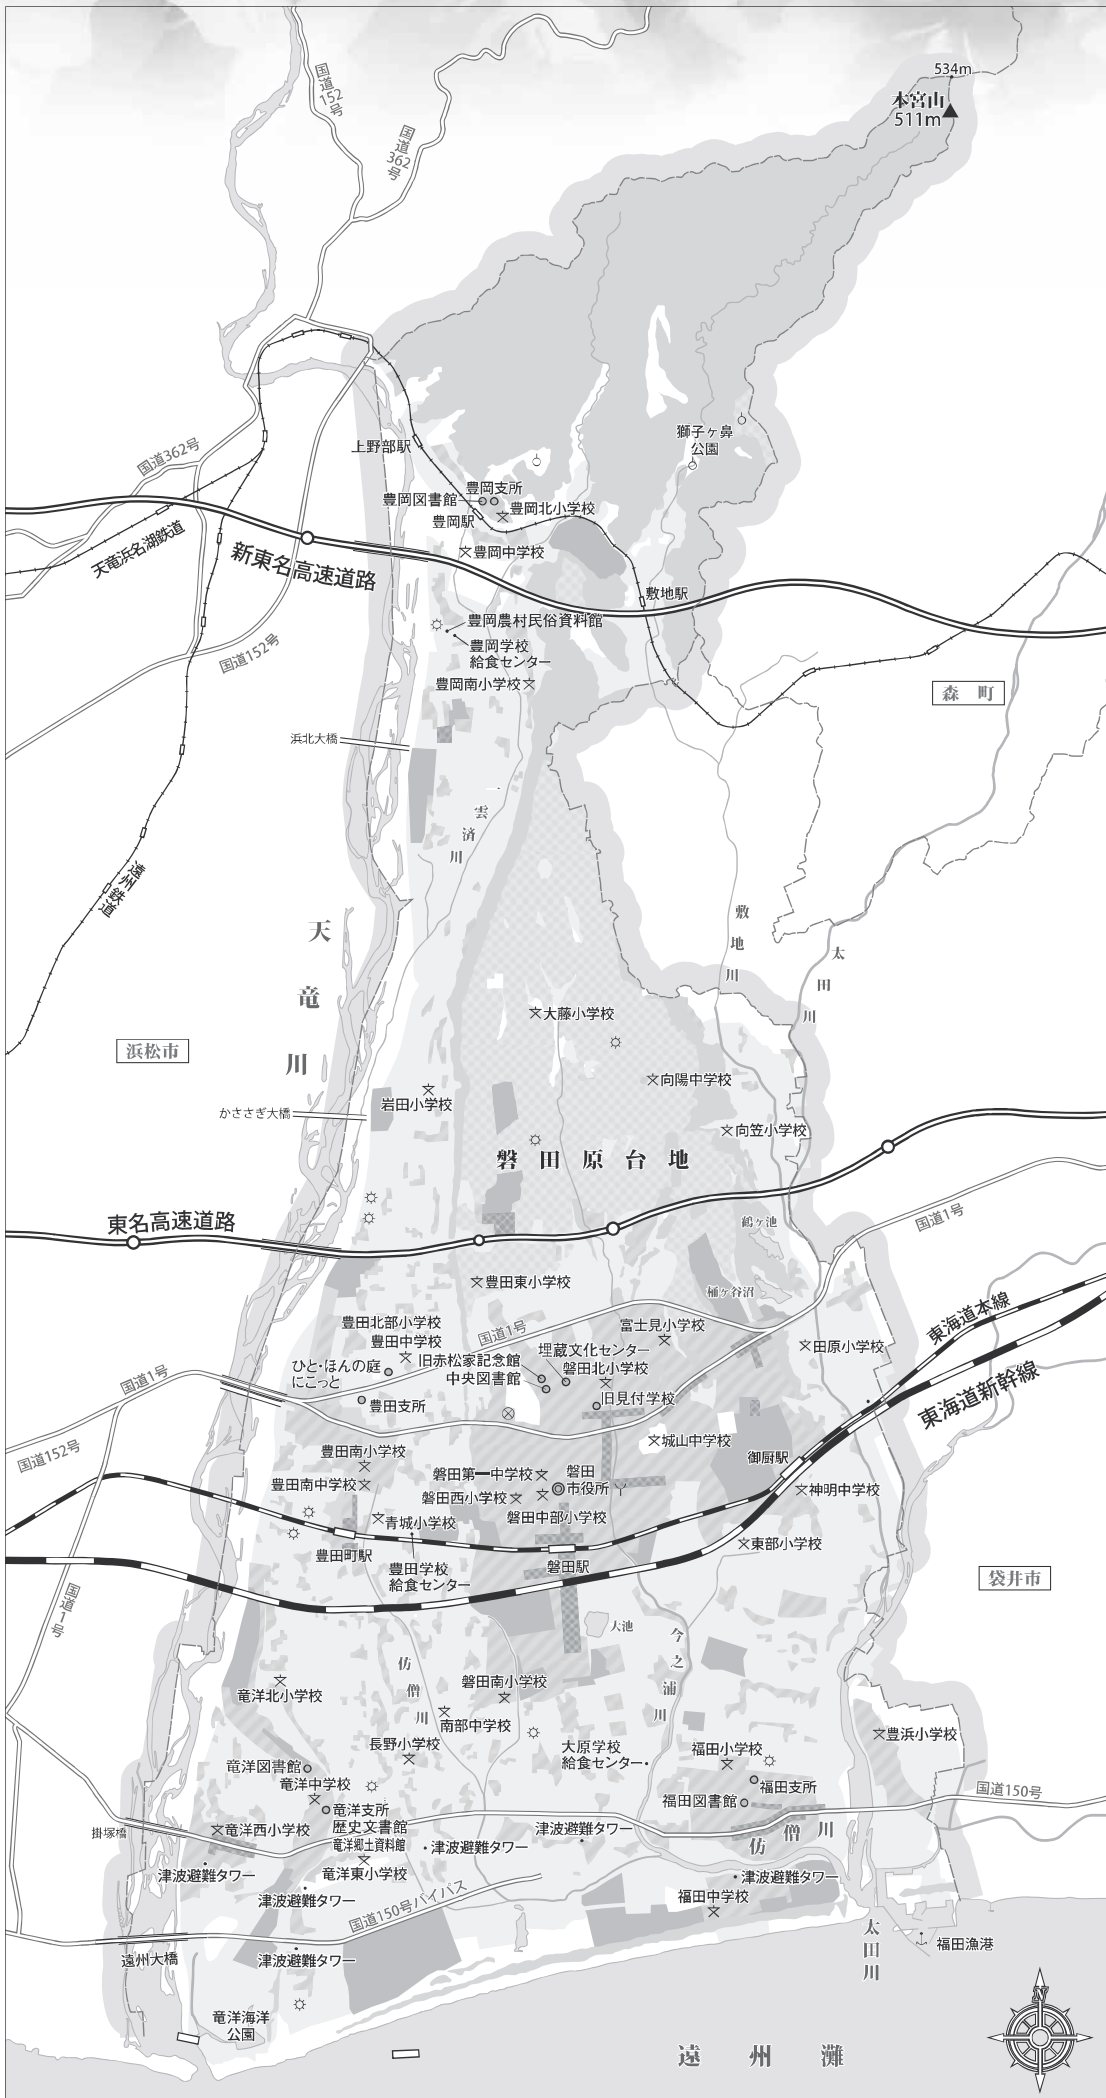 534m
本宮山
511m
国道152号
国道362号
獅子ヶ鼻
公園
上野部駅
国道362号
豊岡支所
豊岡図書館
豊岡駅
豊岡北小学校
天竜浜名湖鉄道
新東名高速道路
豊岡中学校
敷地駅
豊岡農村民俗資料館
豊岡学校
給食センター
国道152号
豊岡南小学校
森 町
浜北大橋
雲済川
遠州鉄道
天竜川
敷地川
太田川
大藤小学校
浜松市
向陽中学校
岩田小学校
かささぎ大橋
向笠小学校
磐田原台地
東名高速道路
鶴ヶ池
国道1号
豊田東小学校
桶ヶ谷沼
東海道本線
豊田北部小学校
豊田中学校
国道1号
富士見小学校
田原小学校
埋蔵文化センター
旧赤松家記念館
磐田北小学校
中央図書館
ひと・ほんの庭
にこっと
国道1号
豊田支所
旧見付学校
東海道新幹線
国道152号
豊田南小学校
城山中学校
御厨駅
磐田第一中学校
磐田
市役所
豊田南中学校
磐田西小学校
神明中学校
磐田中部小学校
青城小学校
東部小学校
豊田町駅
豊田学校
給食センター
磐田駅
袋井市
国道1号
大池
今之浦川
仿僧川
磐田南小学校
竜洋北小学校
南部中学校
豊浜小学校
長野小学校
大原学校
給食センター
福田小学校
竜洋図書館
竜洋中学校
福田支所
国道150号
福田図書館
竜洋支所
歴史文書館
竜洋郷土資料館
掛塚橋
竜洋西小学校
津波避難タワー
仿僧川
津波避難タワー
津波避難タワー
竜洋東小学校
津波避難タワー
津波避難タワー
福田中学校
国道150号バイパス
太田川
福田漁港
遠州大橋
津波避難タワー
竜洋海洋
公園
遠州灘
N